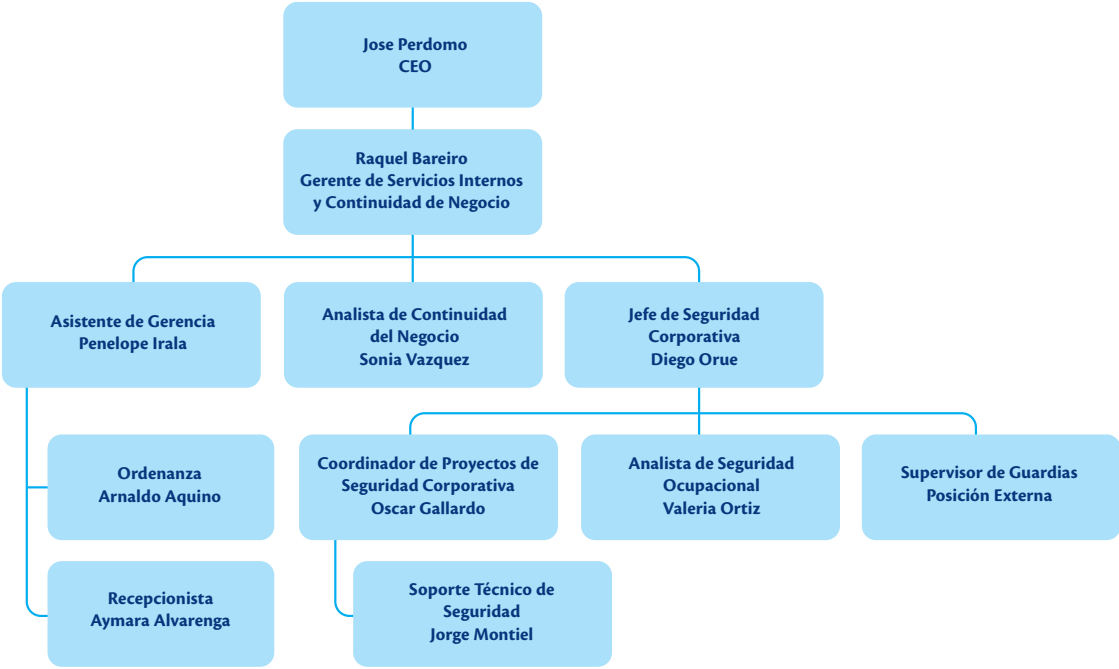 Jose Perdomo
CEO
Raquel Bareiro
Gerente de Servicios Internos
y Continuidad de Negocio
Asistente de Gerencia
Penelope Irala
Analista de Continuidad
del Negocio
Sonia Vazquez
Jefe de Seguridad
Corporativa
Diego Orue
Ordenanza
Arnaldo Aquino
Coordinador de Proyectos de
Seguridad Corporativa
Oscar Gallardo
Analista de Seguridad
Ocupacional
Valeria Ortiz
Supervisor de Guardias
Posición Externa
Recepcionista
Aymara Alvarenga
Soporte Técnico de
Seguridad
Jorge Montiel